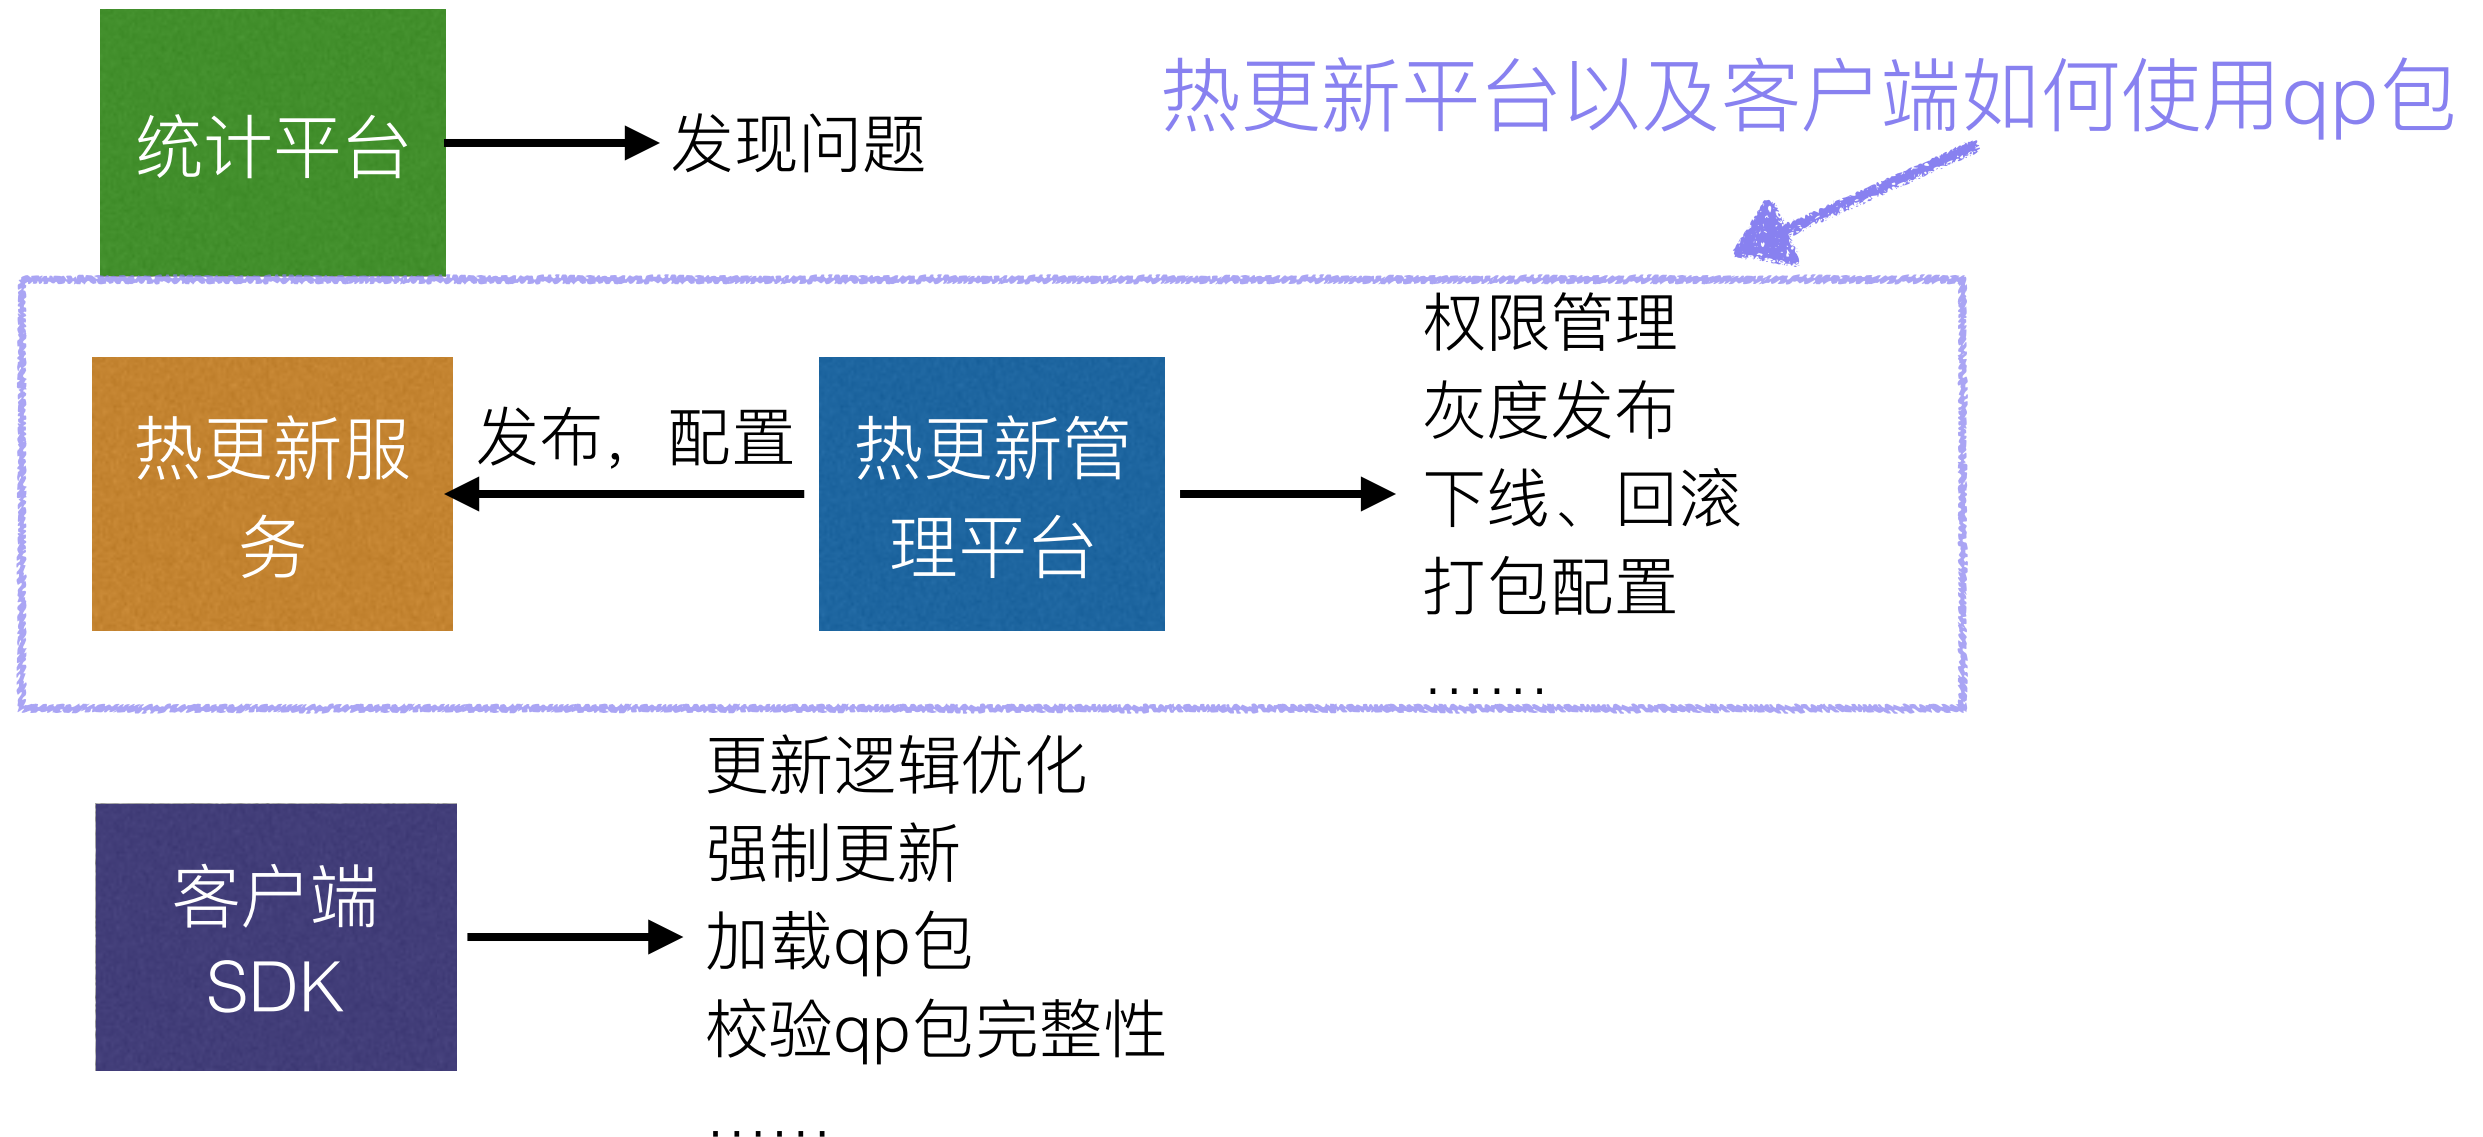 热更新平台以及客户端如何使用qp包
统计平台
发现问题
热更新服
务
发布，配置
热更新管
理平台
权限管理
灰度发布
下线、回滚
打包配置
……
客户端
SDK
更新逻辑优化
强制更新
加载qp包
校验qp包完整性
……